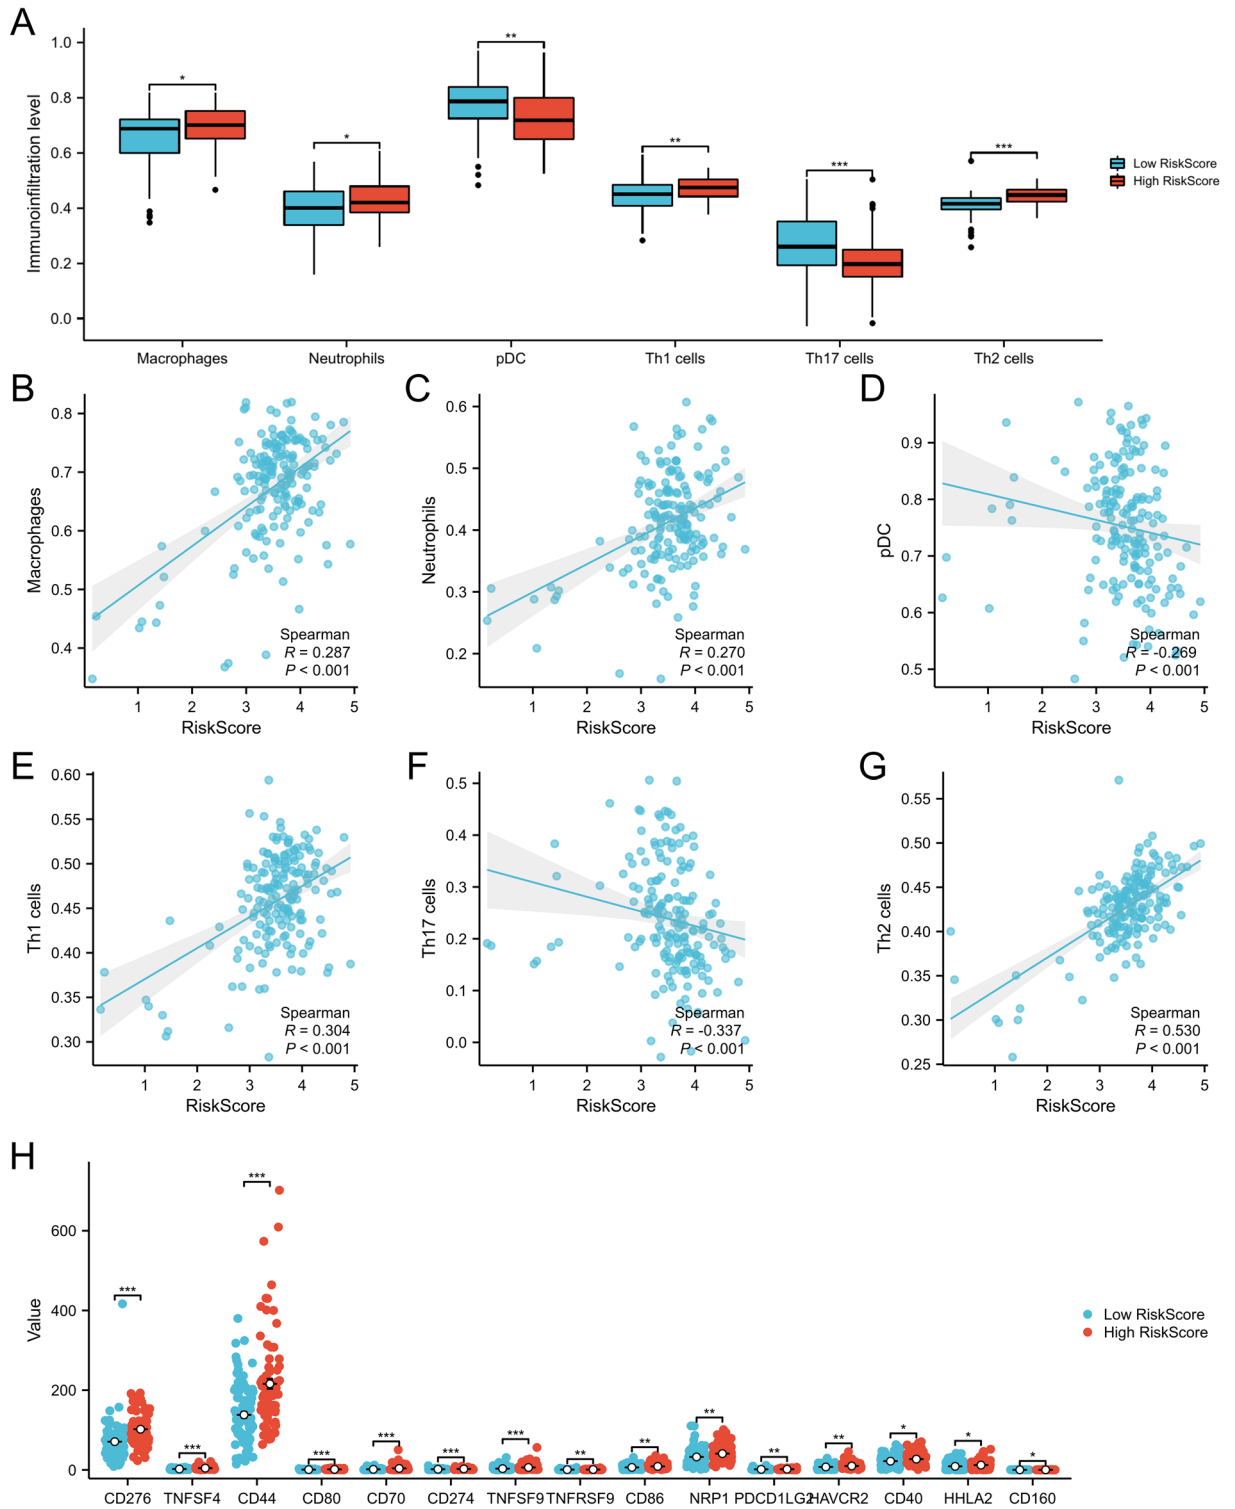 A
Immunoinfiltration level
1.0
0.8
0.6
0.4
0.2
0.0
*
*
**
**
***
***
Macrophages Neutrophils pDC Th1 cells Th17 cells Th2 cells
Low RiskScore
High RiskScore
B
Macrophages
0.8
0.7
0.6
0.5
0.4
Spearman
R = 0.287
P < 0.001
1 2 3 4 5
RiskScore
C
Neutrophils
0.6
0.5
0.4
0.3
0.2
Spearman
R = 0.270
P < 0.001
1 2 3 4 5
RiskScore
D
pDC
0.9
0.8
0.7
0.6
0.5
Spearman
R = -0.269
P < 0.001
1 2 3 4 5
RiskScore
E
Th1 cells
0.60
0.55
0.50
0.45
0.40
0.35
0.30
Spearman
R = 0.304
P < 0.001
1 2 3 4 5
RiskScore
F
Th17 cells
0.5
0.4
0.3
0.2
0.1
0.0
Spearman
R = -0.337
P < 0.001
1 2 3 4 5
RiskScore
G
Th2 cells
0.55
0.50
0.45
0.40
0.35
0.30
0.25
Spearman
R = 0.530
P < 0.001
1 2 3 4 5
RiskScore
H
Value
600
400
200
0
***
***
***
***
***
***
***
**
**
**
**
**
*
*
*
CD276 TNFSF4 CD44 CD80 CD70 CD274 TNFSF9 TNFRSF9 CD86 NRP1 PDCD1LG2 HAVCR2 CD40 HHLA2 CD160
Low RiskScore
High RiskScore